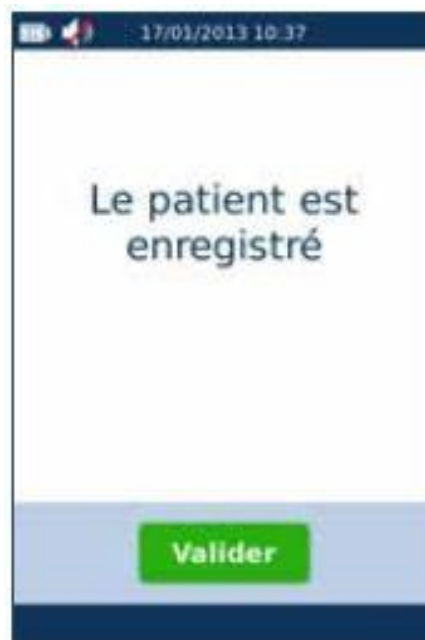 17/01/2013 10:37
Le patient est
enregistré
Valider